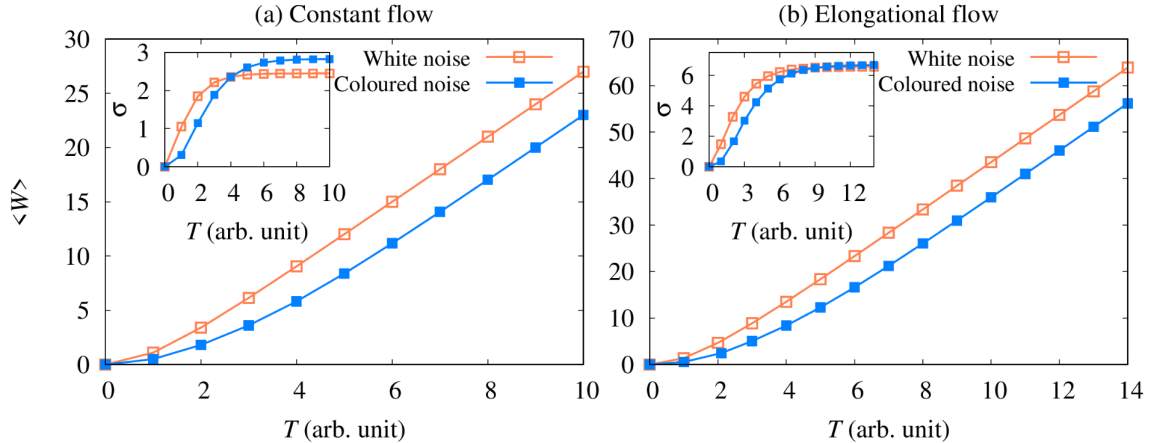 (a) Constant flow
(b) Elongational flow
<W>
30
25
20
15
10
5
0
0 2 4 6 8 10
T (arb. unit)
White noise
Coloured noise
σ
3
2
1
0
0 2 4 6 8 10
T (arb. unit)
70
60
50
40
30
20
10
0
0 2 4 6 8 10 12 14
T (arb. unit)
White noise
Coloured noise
σ
6
4
2
0
0 3 6 9 12
T (arb. unit)